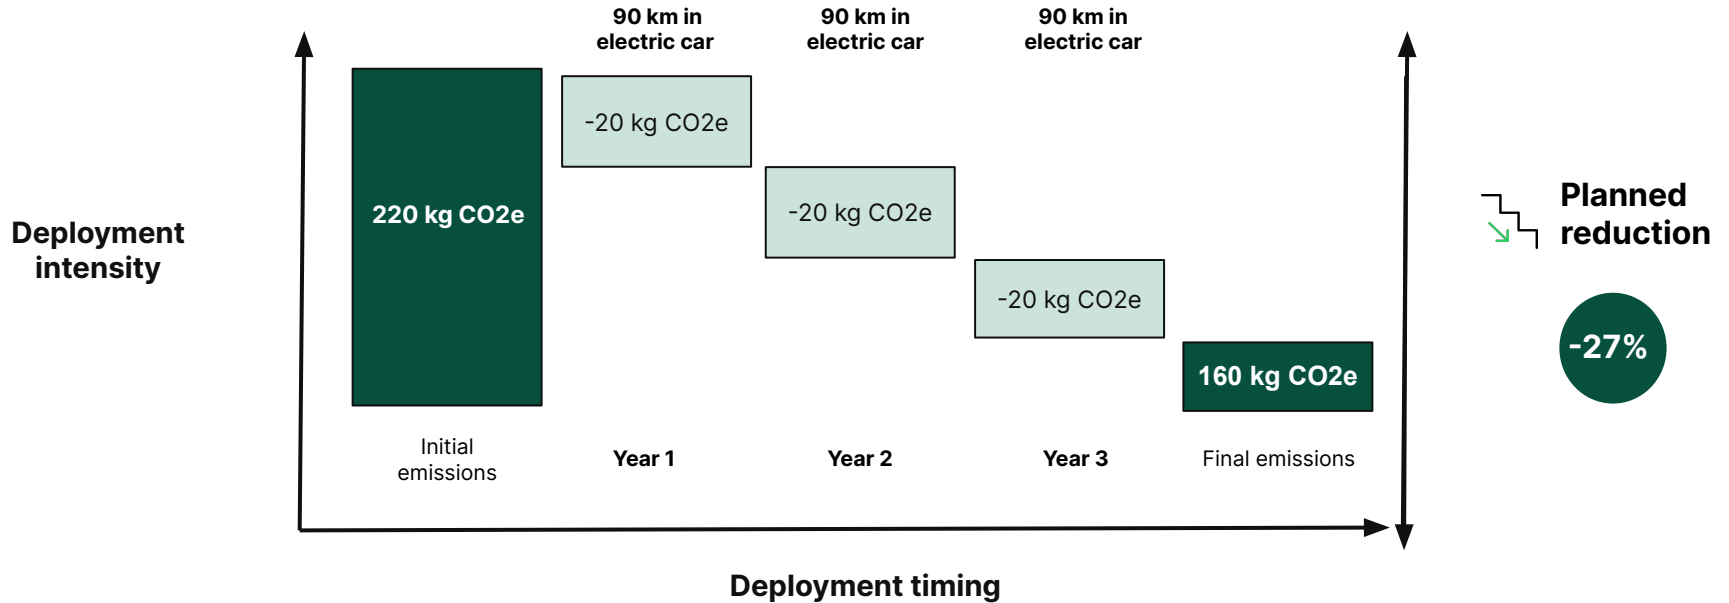 90 km in
electric car
90 km in
electric car
90 km in
electric car
Deployment
intensity
220 kg CO2e
-20 kg CO2e
-20 kg CO2e
-20 kg CO2e
160 kg CO2e
Initial
emissions
Year 1
Year 2
Year 3
Final emissions
Deployment timing
Planned
reduction
-27%